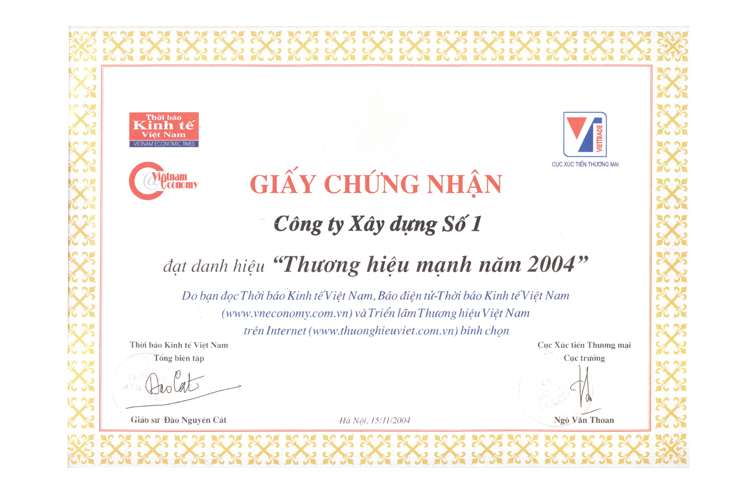 Thời báo
Kinh tế
Việt Nam
VIETNAM ECONOMIC TIMES
Vietnam
Economy
VIETRADE
CỤC XÚC TIẾN THƯƠNG MẠI
GIẤY CHỨNG NHẬN
Công ty Xây dựng Số 1
đạt danh hiệu “Thương hiệu mạnh năm 2004”
Do bạn đọc Thời báo Kinh tế Việt Nam, Báo điện tử-Thời báo Kinh tế Việt Nam
(www.vneconomy.com.vn) và Triển lãm Thương hiệu Việt Nam
trên Internet (www.thuonghieuviet.com.vn) bình chọn
Thời báo Kinh tế Việt Nam
Tổng biên tập
Cục Xúc tiến Thương mại
Cục trưởng
Đào Cát
Giáo sư Đào Nguyên Cát
Hà Nội, 15/11/2004
Ngô Văn Thoan